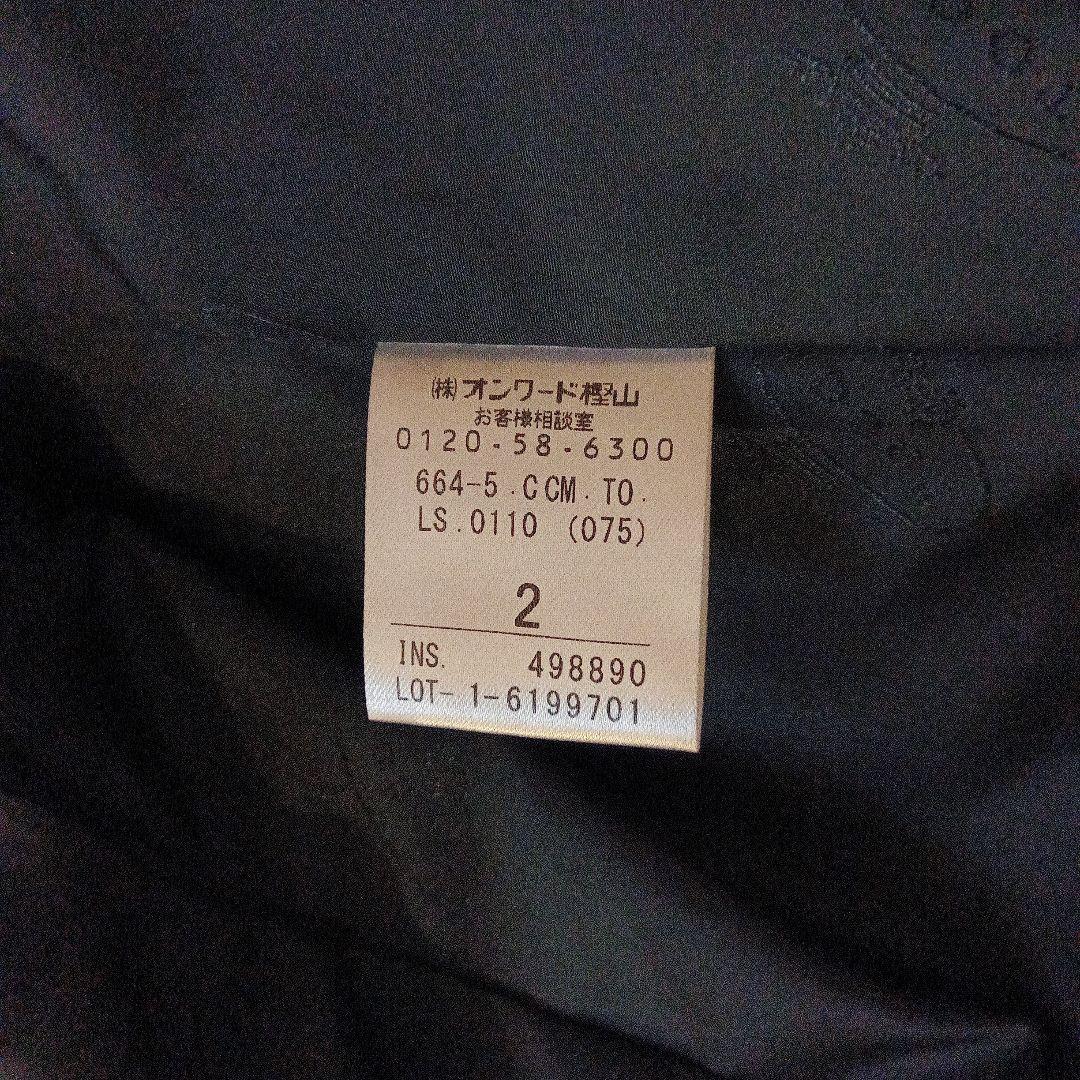 ㈱オンワード樫山
お客様相談室
0120-58-6300
664-5.CCM.TO.
LS.0110 (075)
2
INS. 498890
LOT- 1-6199701